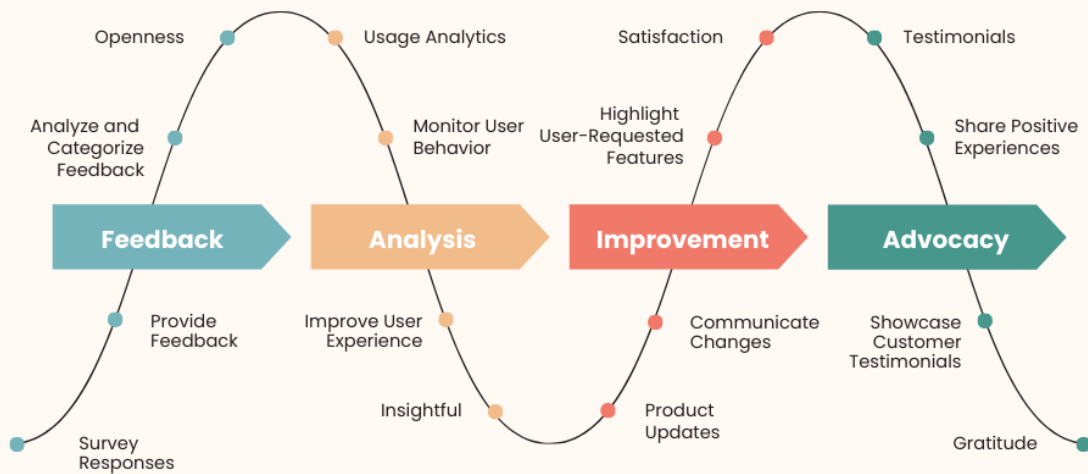 Openness
Usage Analytics
Satisfaction
Testimonials
Analyze and
Categorize
Feedback
Monitor User
Behavior
Highlight
User-Requested
Features
Share Positive
Experiences
Feedback
Analysis
Improvement
Advocacy
Provide
Feedback
Improve User
Experience
Communicate
Changes
Showcase
Customer
Testimonials
Survey
Responses
Insightful
Product
Updates
Gratitude